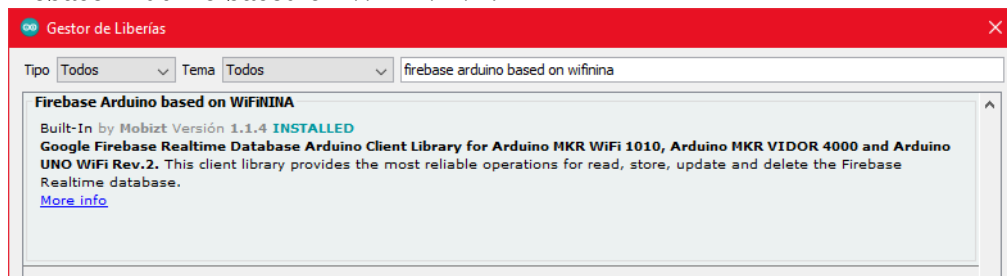 Gestor de Liberías
Tipo Todos Tema Todos firebase arduino based on wifinina
Firebase Arduino based on WiFiNINA
Built-In by Mobizt Versión 1.1.4 INSTALLED
Google Firebase Realtime Database Arduino Client Library for Arduino MKR WiFi 1010, Arduino MKR VIDOR 4000 and Arduino
UNO WiFi Rev.2. This client library provides the most reliable operations for read, store, update and delete the Firebase
Realtime database.
More info